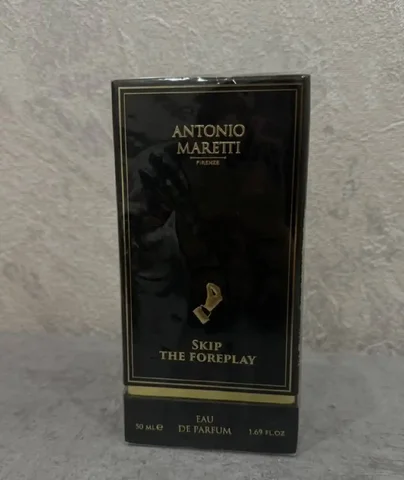 ANTONIO
MARETTI
FIRENZE
SKIP
THE FOREPLAY
EAU
50 ML℮ DE PARFUM 1.69 FL.OZ